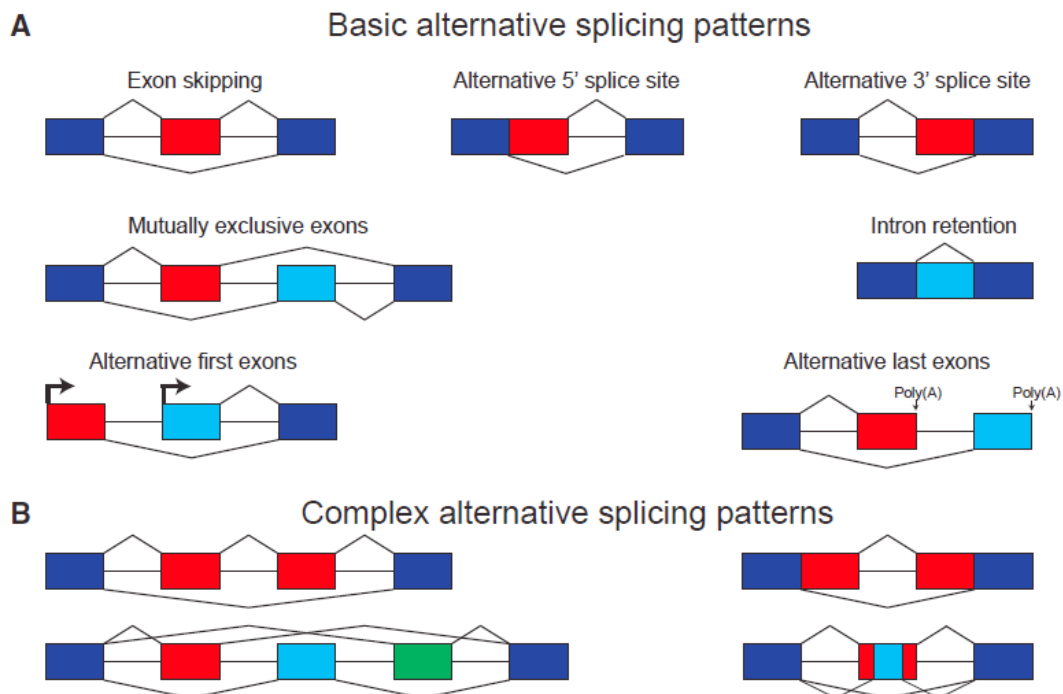 A
Basic alternative splicing patterns
Exon skipping
Alternative 5' splice site
Alternative 3' splice site
Mutually exclusive exons
Intron retention
Alternative first exons
Alternative last exons
Poly(A)
Poly(A)
B
Complex alternative splicing patterns